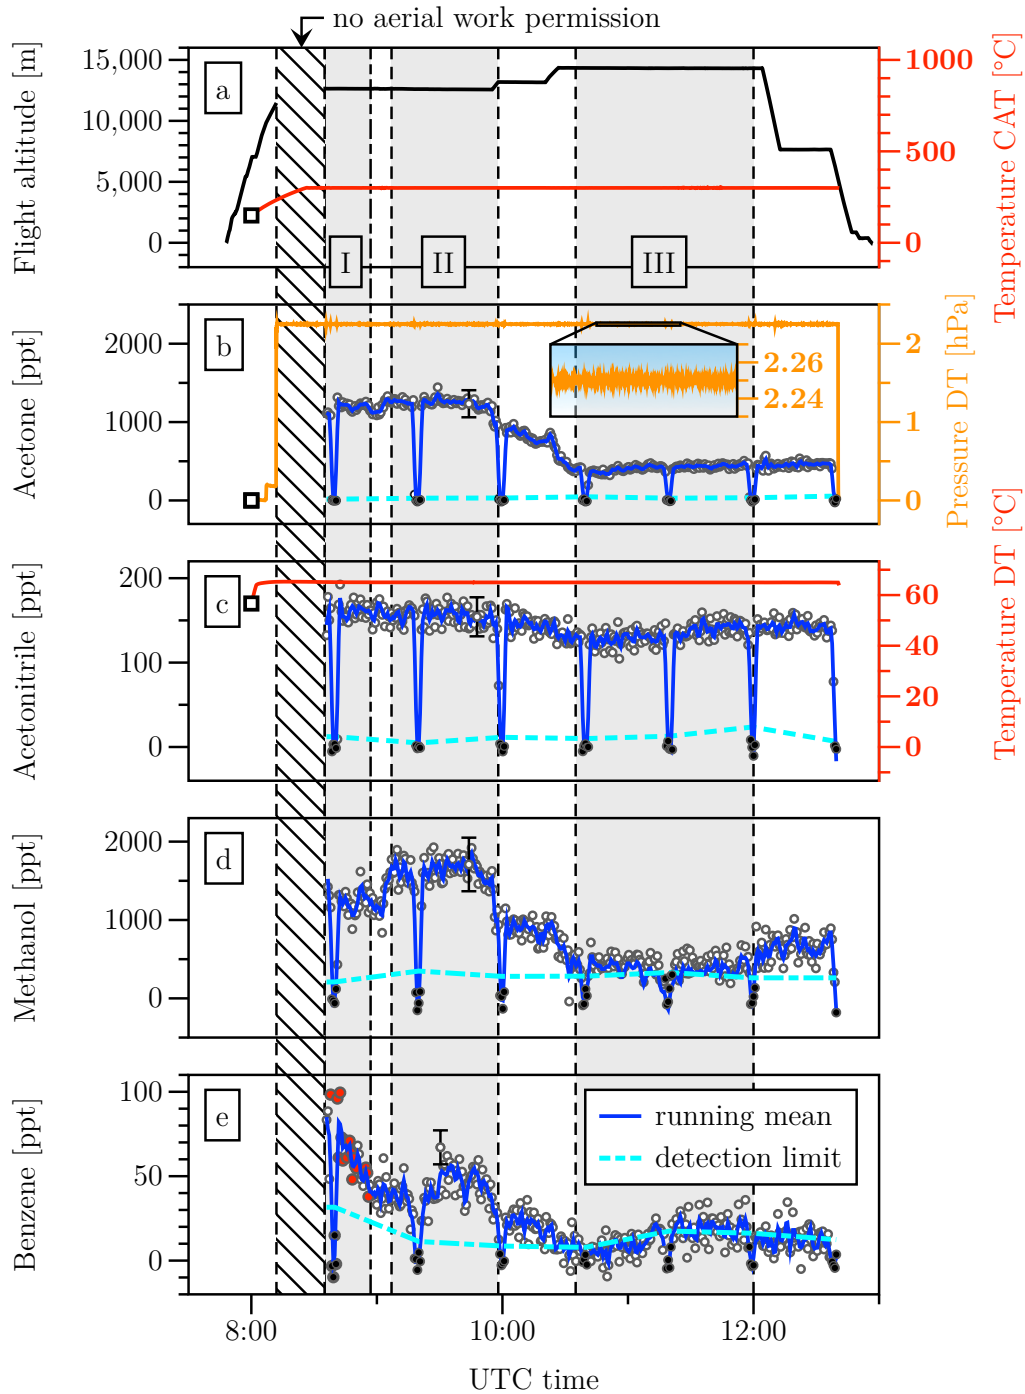 no aerial work permission
Flight altitude [m]
15,000
10,000
5,000
0
a
I
II
III
1000
500
0
Temperature CAT [°C]
Acetone [ppt]
2000
1000
0
b
2.26
2.24
2
1
0
Pressure DT [hPa]
Acetonitrile [ppt]
200
100
0
c
60
40
20
0
Temperature DT [°C]
Methanol [ppt]
2000
1000
0
d
Benzene [ppt]
100
50
0
e
running mean
detection limit
8:00
10:00
12:00
UTC time